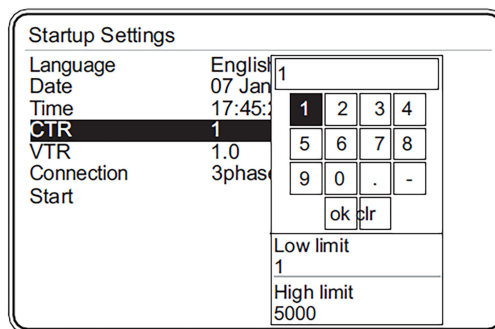 Startup Settings
Language English
Date 07 Jan
Time 17:45:
CTR 1
VTR 1.0
Connection 3phase
Start
1
1 2 3 4
5 6 7 8
9 0 . -
ok clr
Low limit
1
High limit
5000